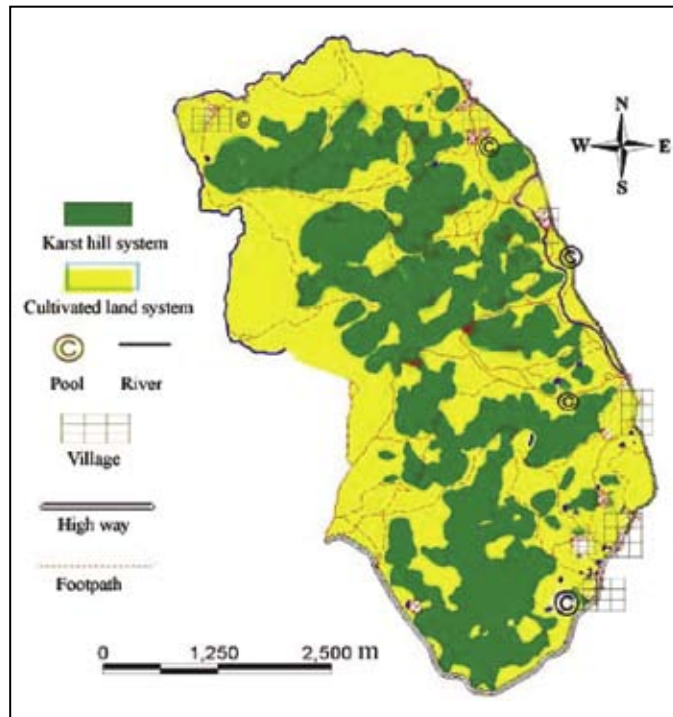 N
W E
S
Karst hill system
Cultivated land system
©
Pool River
Village
High way
Footpath
0 1,250 2,500 m
©
©
©
©
©